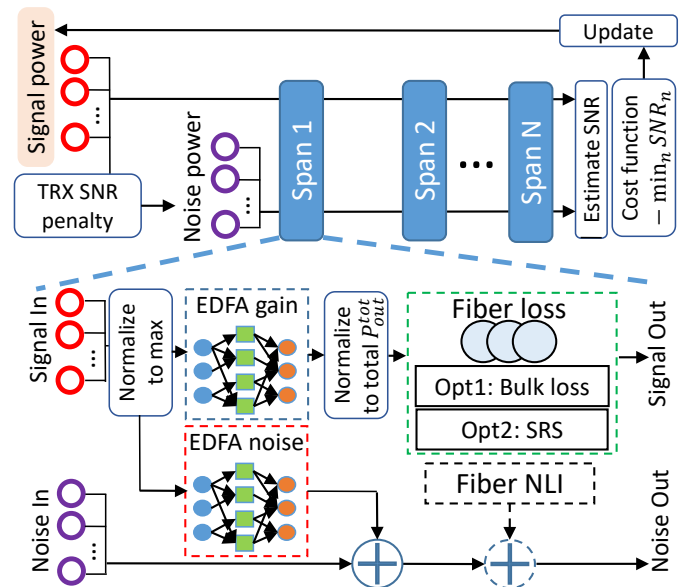 Update
Signal power
...
TRX SNR
penalty
Noise power
...
Span 1
Span 2
...
Span N
Estimate SNR
Cost function
− minₙ SNRₙ
Signal In
...
Normalize
to max
EDFA gain
Normalize
to total P_out^tot
Fiber loss
Opt1: Bulk loss
Opt2: SRS
Signal Out
EDFA noise
Noise In
...
Fiber NLI
Noise Out